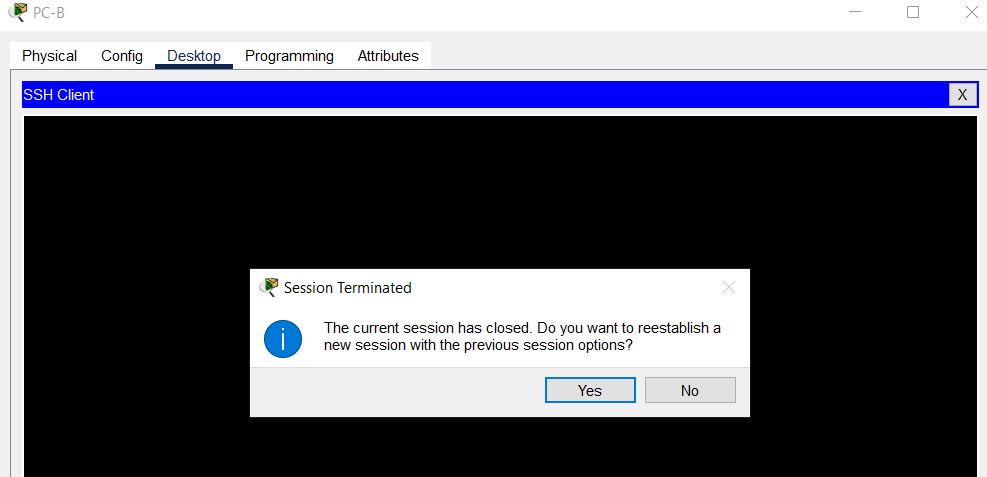 PC-B
Physical Config Desktop Programming Attributes
SSH Client X
Session Terminated
The current session has closed. Do you want to reestablish a
new session with the previous session options?
Yes No